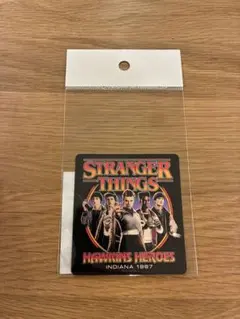 STRANGER
THINGS
HAWKINS HEROES
INDIANA 1987